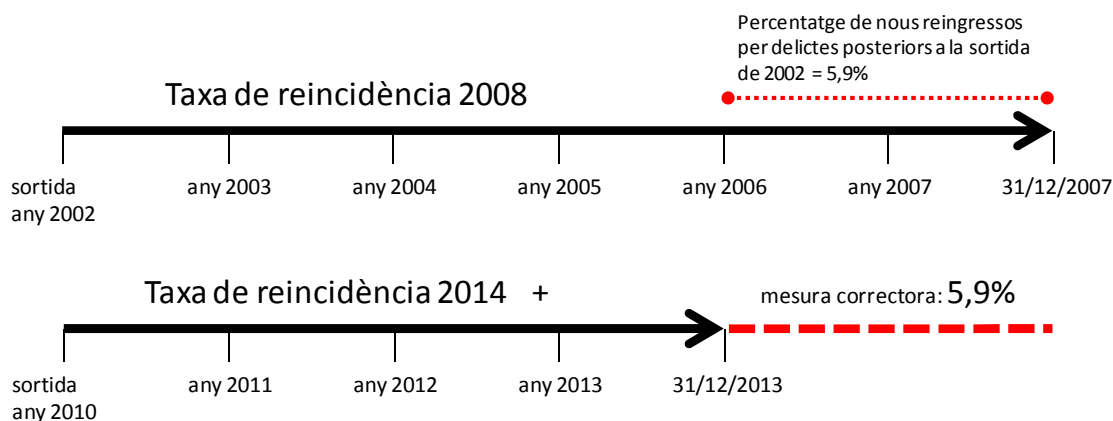 Percentatge de nous reingressos
per delictes posteriors a la sortida
de 2002 = 5,9%
Taxa de reincidència 2008
sortida
any 2002
any 2003
any 2004
any 2005
any 2006
any 2007
31/12/2007
Taxa de reincidència 2014 +
mesura correctora: 5,9%
sortida
any 2010
any 2011
any 2012
any 2013
31/12/2013